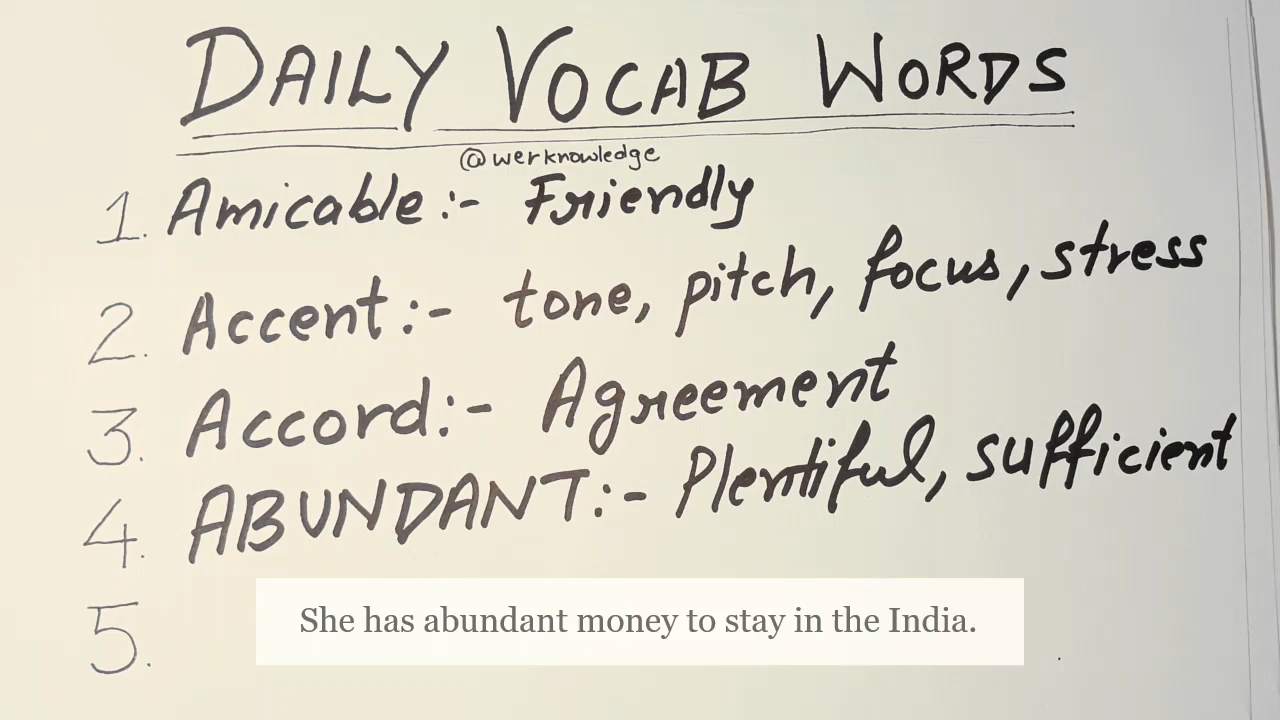 DAILY VOCAB WORDS
@werknowledge
1. Amicable:- Friendly
2. Accent:- tone, pitch, focus, stress
3. Accord:- Agreement
4. ABUNDANT:- Plentiful, sufficient
5.
She has abundant money to stay in the India.